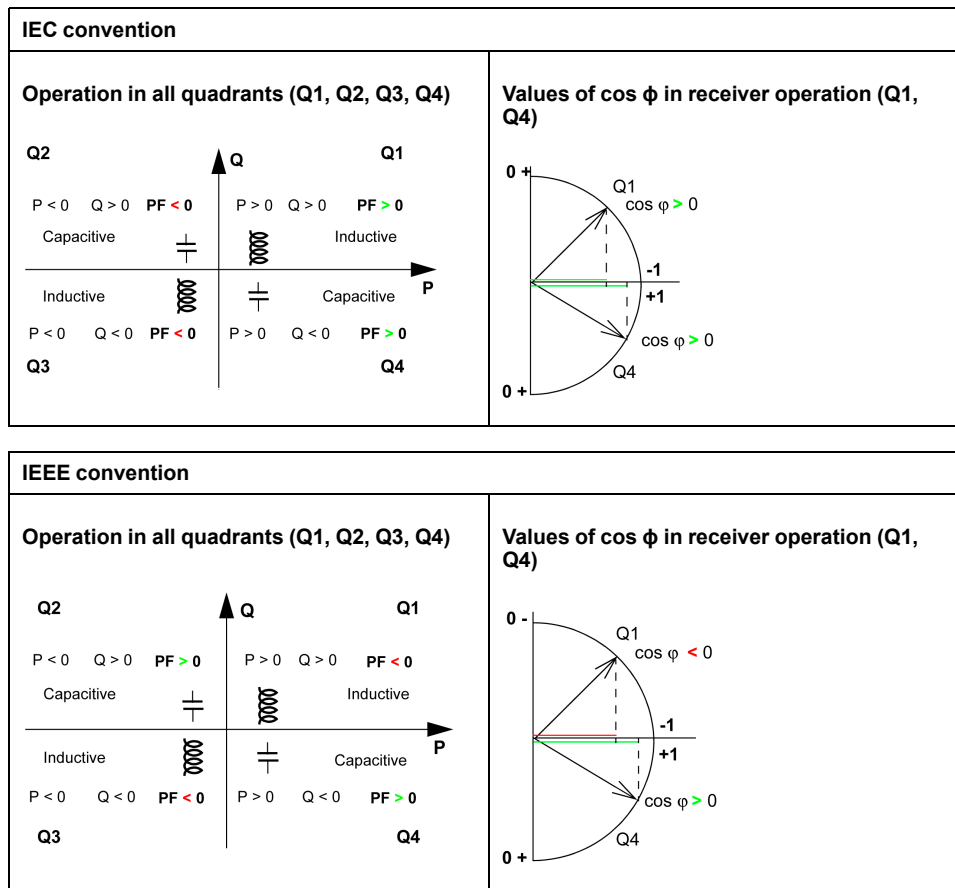 IEC convention
Operation in all quadrants (Q1, Q2, Q3, Q4)
Q2
Q
Q1
P < 0 Q > 0 PF < 0 P > 0 Q > 0 PF > 0
Capacitive
Inductive
P
Inductive
Capacitive
P < 0 Q < 0 PF < 0 P > 0 Q < 0 PF > 0
Q3
Q4
Values of cos ϕ in receiver operation (Q1,
Q4)
0 +
Q1
cos φ > 0
-1
+1
cos φ > 0
Q4
0 +
IEEE convention
Operation in all quadrants (Q1, Q2, Q3, Q4)
Q2
Q
Q1
P < 0 Q > 0 PF > 0 P > 0 Q > 0 PF < 0
Capacitive
Inductive
P
Inductive
Capacitive
P < 0 Q < 0 PF < 0 P > 0 Q < 0 PF > 0
Q3
Q4
Values of cos ϕ in receiver operation (Q1,
Q4)
0 -
Q1
cos φ < 0
-1
+1
cos φ > 0
Q4
0 +